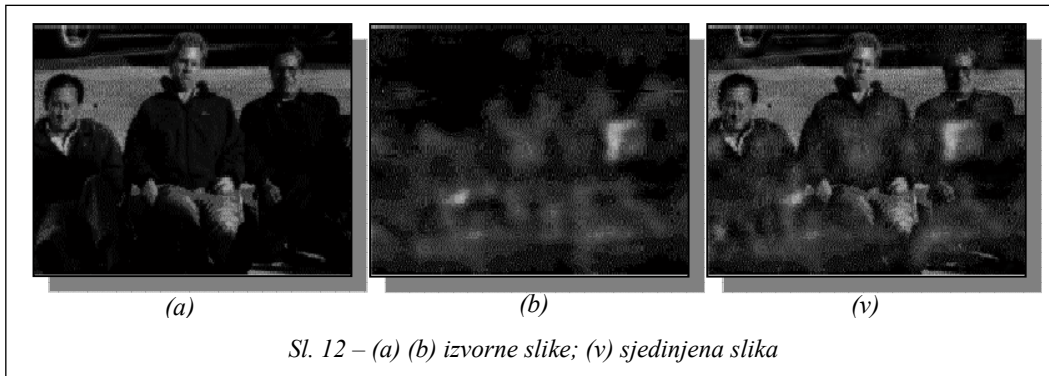 (a) (b) (v)
Sl. 12 – (a) (b) izvorne slike; (v) sjedinjena slika